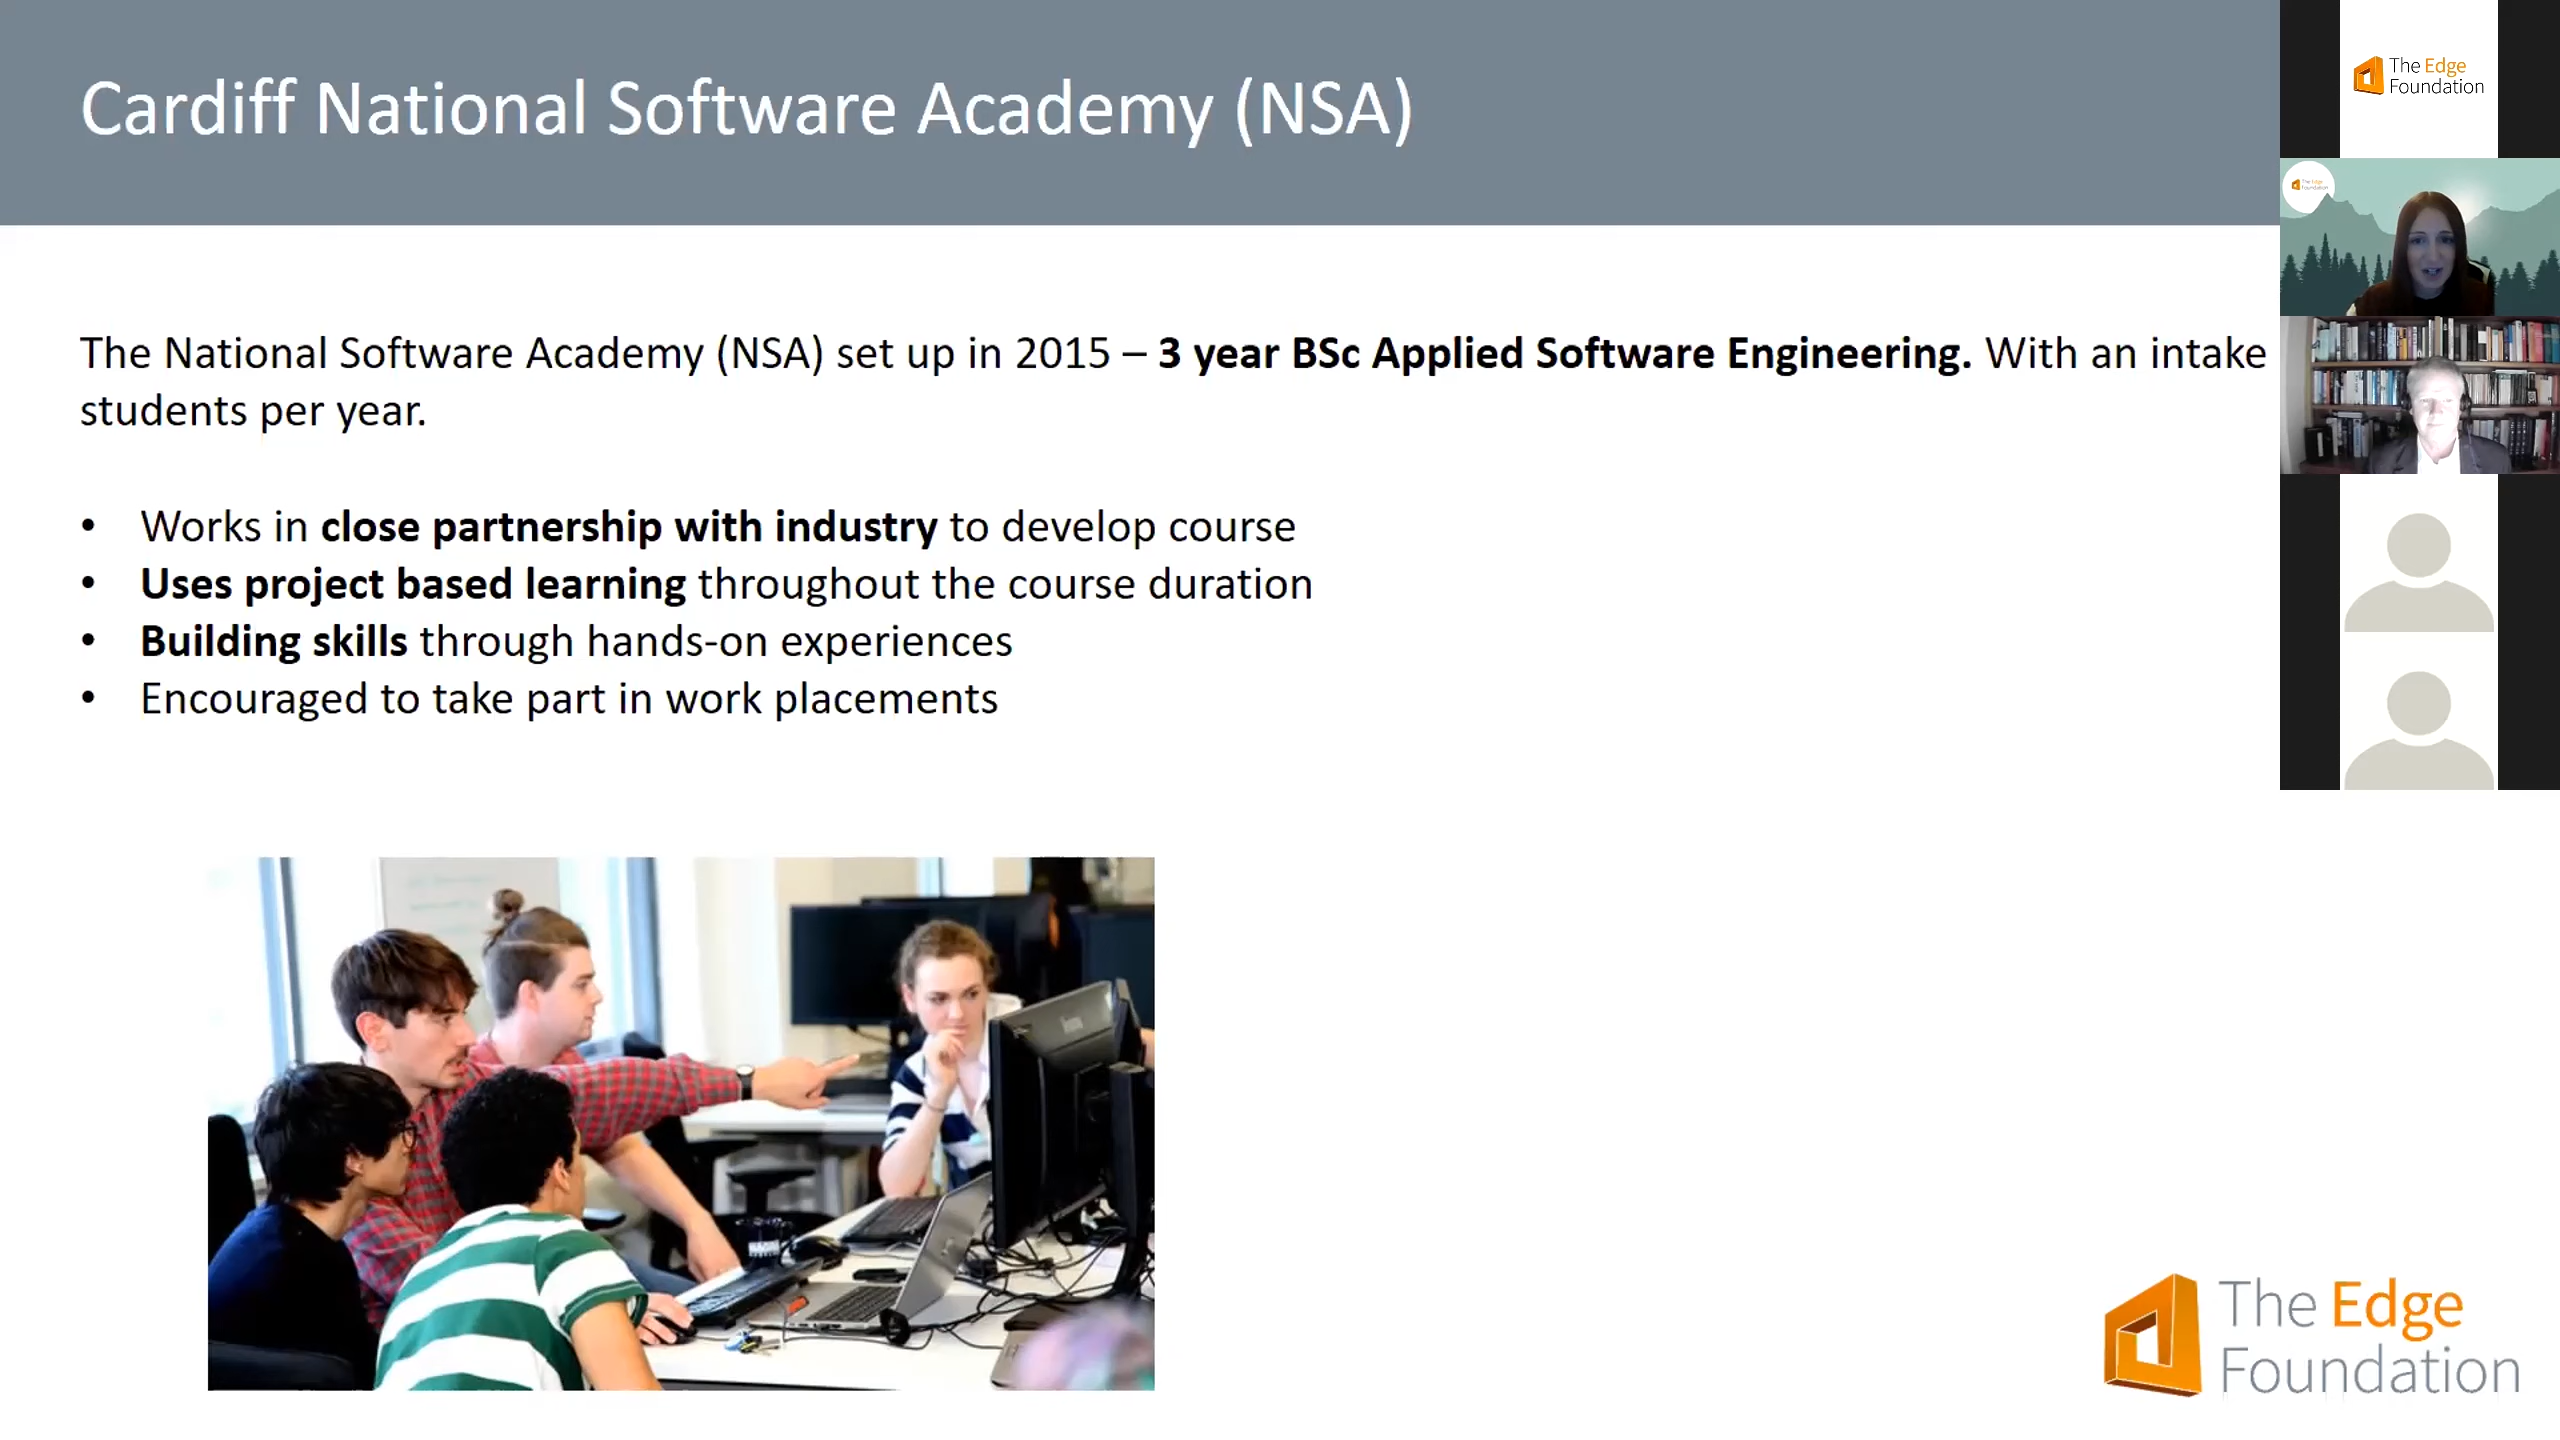 Cardiff National Software Academy (NSA)
The Edge
Foundation
The Edge
Foundation
The National Software Academy (NSA) set up in 2015 – 3 year BSc Applied Software Engineering. With an intake
students per year.
• Works in close partnership with industry to develop course
• Uses project based learning throughout the course duration
• Building skills through hands-on experiences
• Encouraged to take part in work placements
The Edge
Foundation